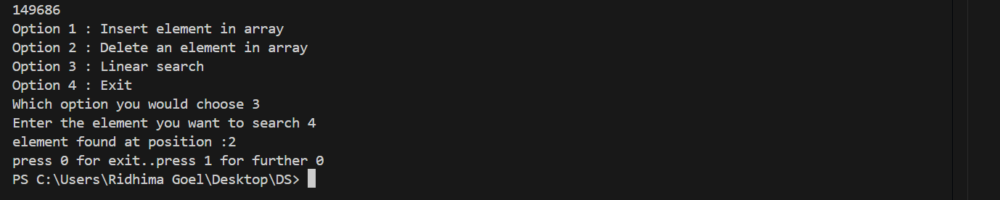 149686
Option 1 : Insert element in array
Option 2 : Delete an element in array
Option 3 : Linear search
Option 4 : Exit
Which option you would choose 3
Enter the element you want to search 4
element found at position :2
press 0 for exit..press 1 for further 0
PS C:\Users\Ridhima Goel\Desktop\DS>